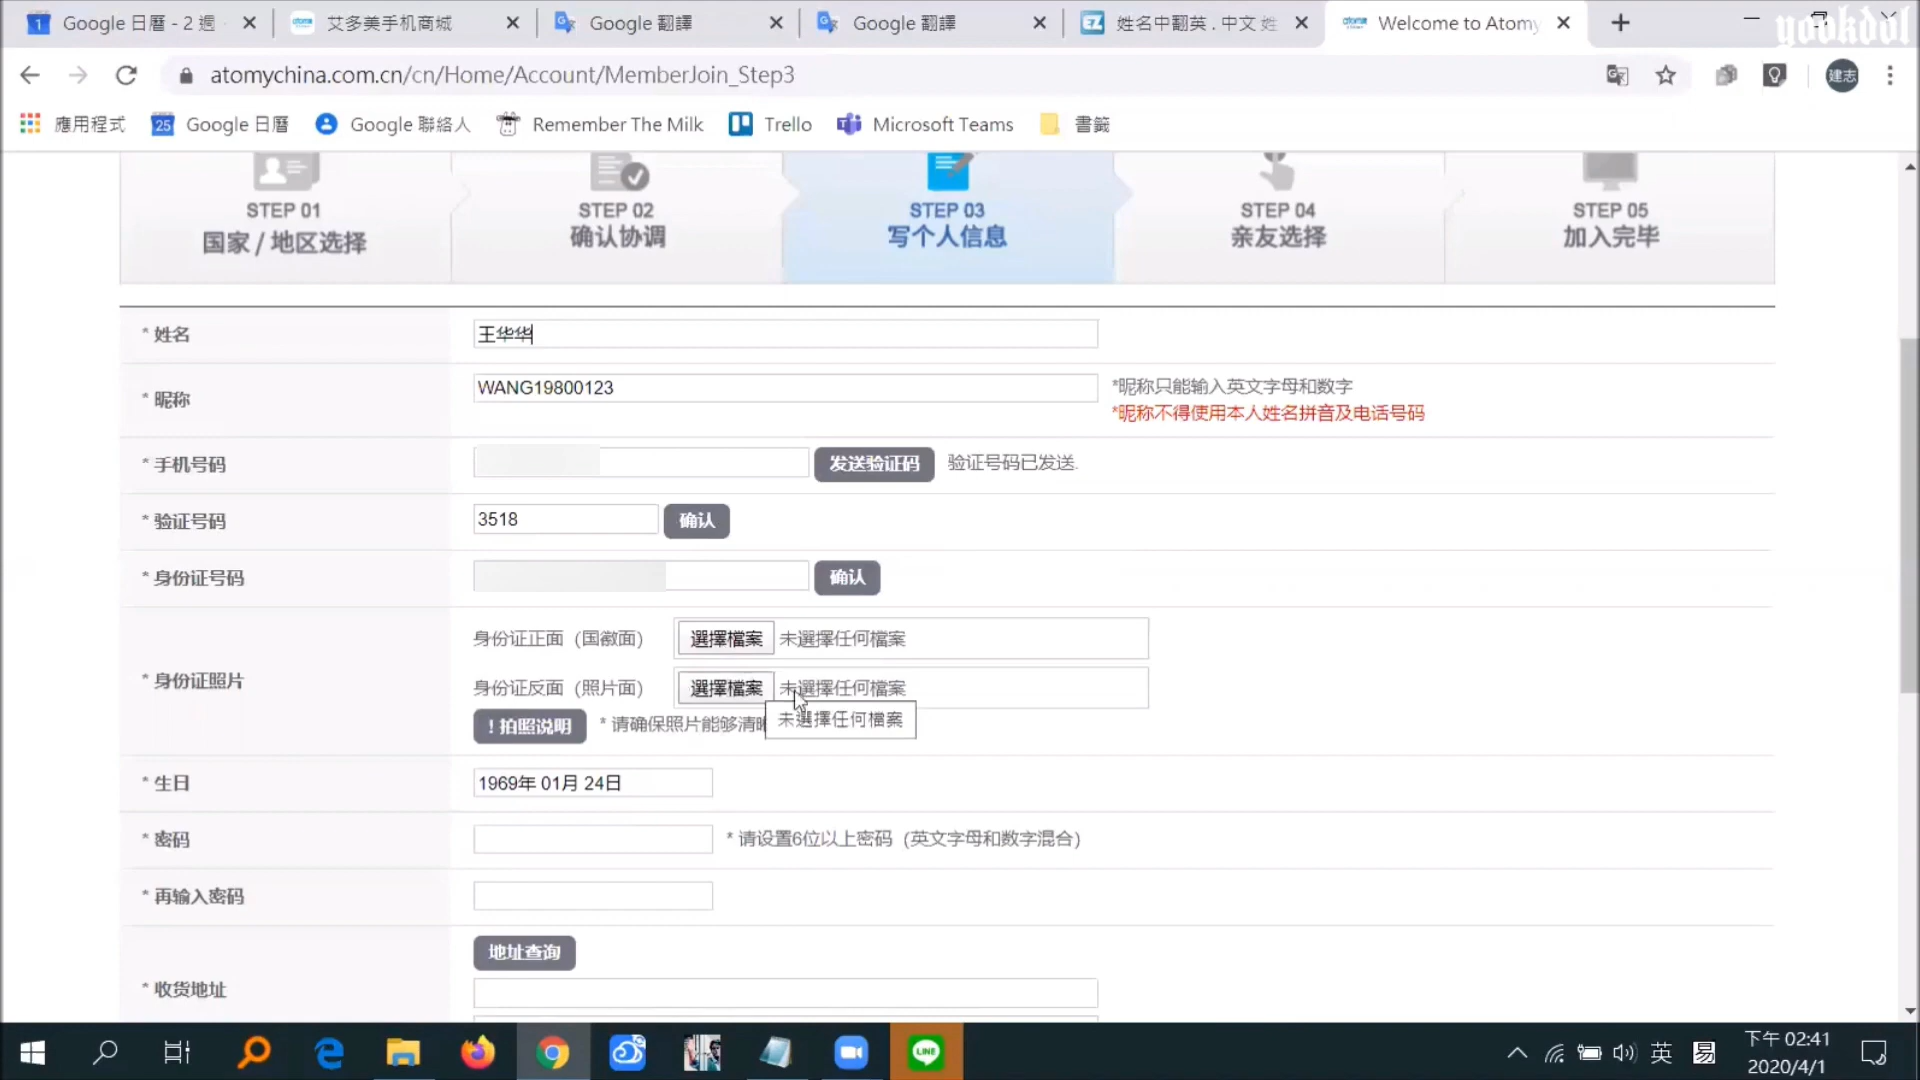 Google 日曆 - 2 週
艾多美手机商城
Google 翻譯
Google 翻譯
姓名中翻英 . 中文 姓
Welcome to Atomy
yookdol
atomychina.com.cn/cn/Home/Account/MemberJoin_Step3
建志
應用程式
Google 日曆
Google 聯絡人
Remember The Milk
Trello
Microsoft Teams
書籤
STEP 01
国家 / 地区选择
STEP 02
确认协调
STEP 03
写个人信息
STEP 04
亲友选择
STEP 05
加入完毕
* 姓名
王华华
* 昵称
WANG19800123
*昵称只能输入英文字母和数字
*昵称不得使用本人姓名拼音及电话号码
* 手机号码
发送验证码
验证号码已发送.
* 验证号码
3518
确认
* 身份证号码
确认
* 身份证照片
身份证正面（国徽面）
選擇檔案 未選擇任何檔案
身份证反面（照片面）
選擇檔案 未選擇任何檔案
! 拍照说明
* 请确保照片能够清晰
未選擇任何檔案
* 生日
1969年 01月 24日
* 密码
* 请设置6位以上密码（英文字母和数字混合）
* 再输入密码
地址查询
* 收货地址
LINE
英
易
下午 02:41
2020/4/1